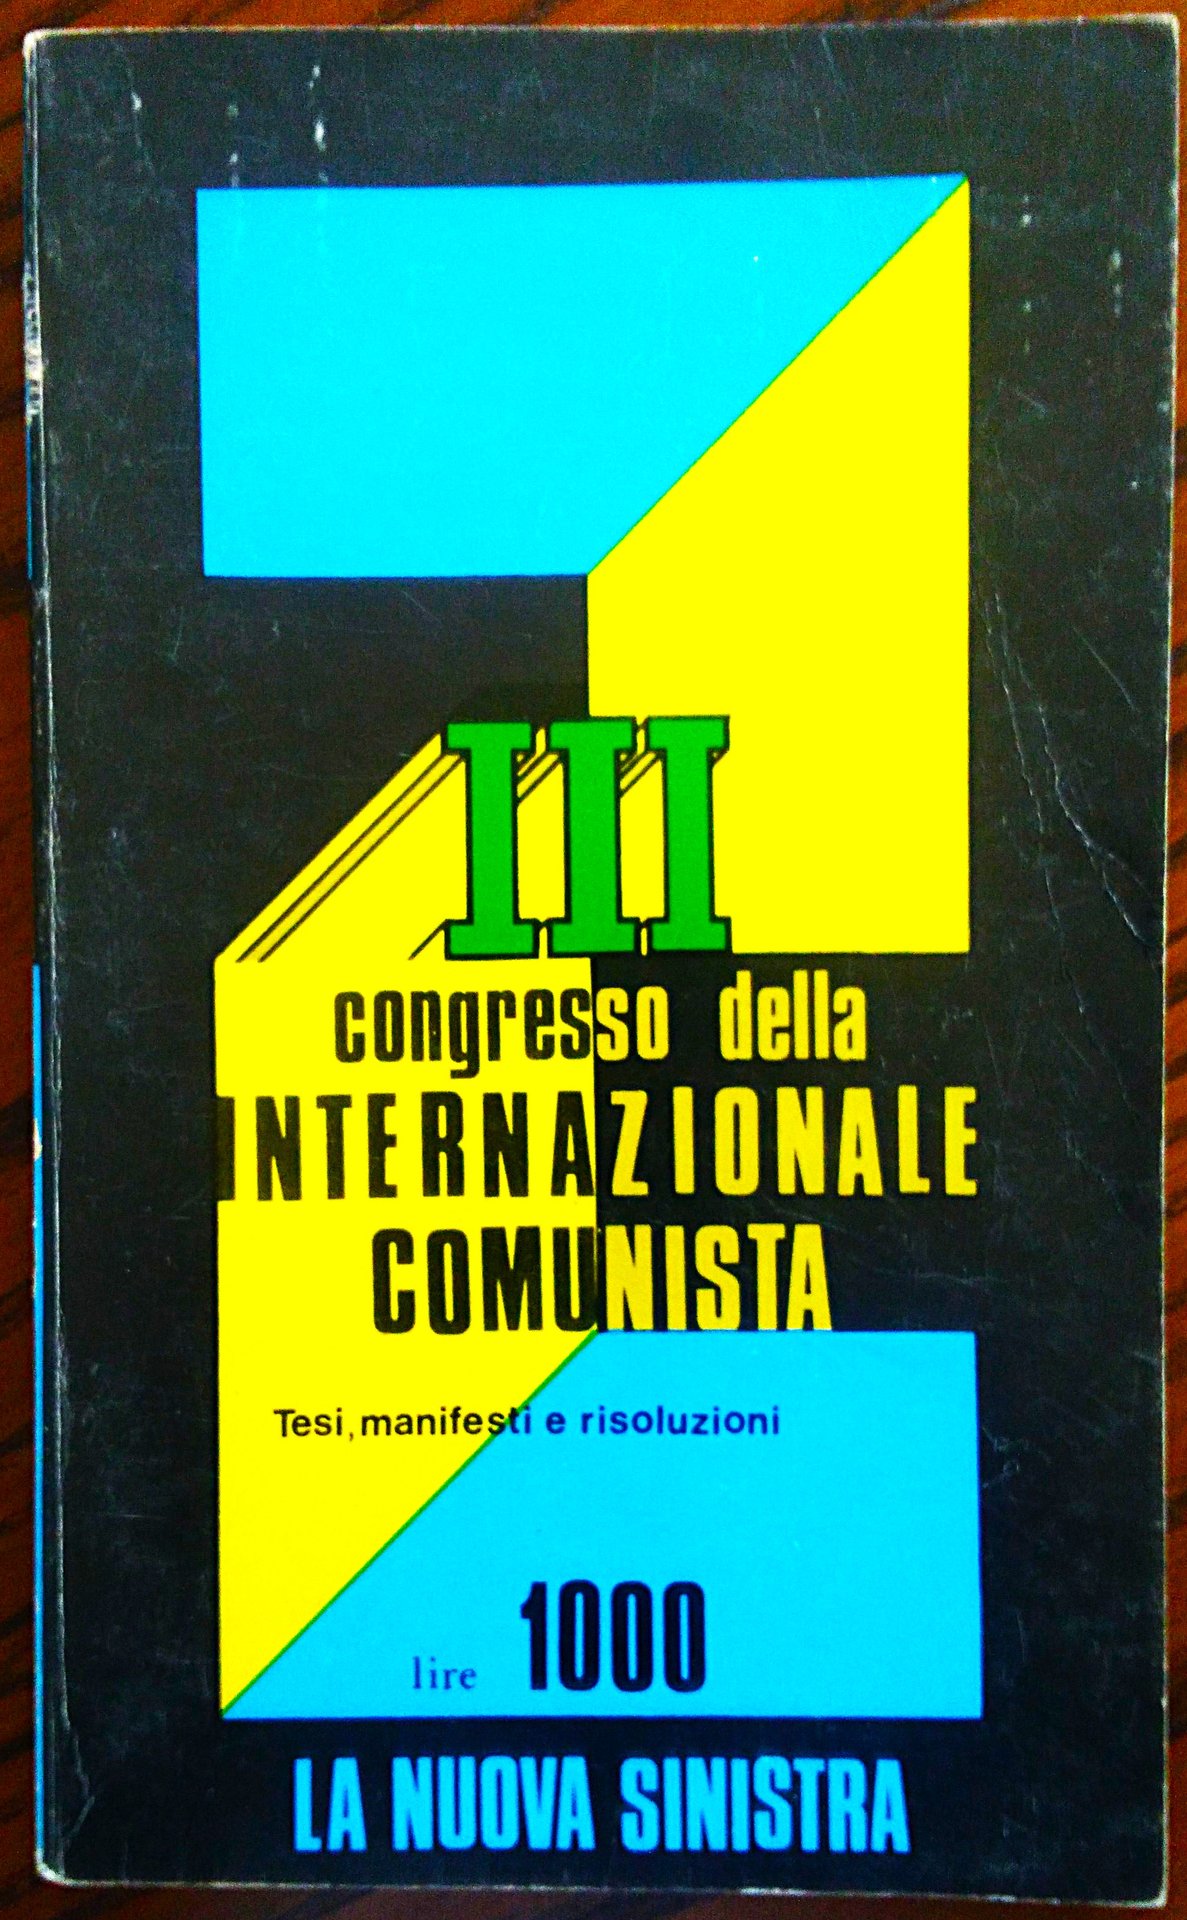 III
congresso della
INTERNAZIONALE
COMUNISTA
Tesi, manifesti e risoluzioni
lire 1000
LA NUOVA SINISTRA